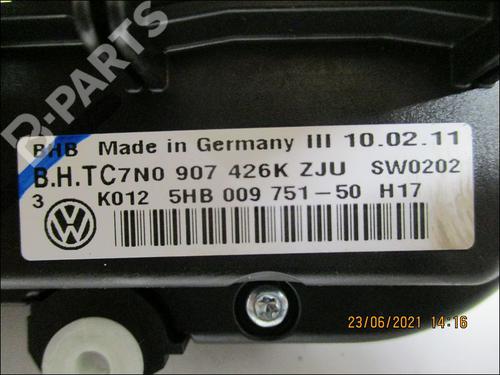 B-PARTS
BHB Made in Germany III 10.02.11
B.H.TC7N0 907 426K ZJU SW0202
3 K012 5HB 009 751-50 H17
23/06/2021 14:16